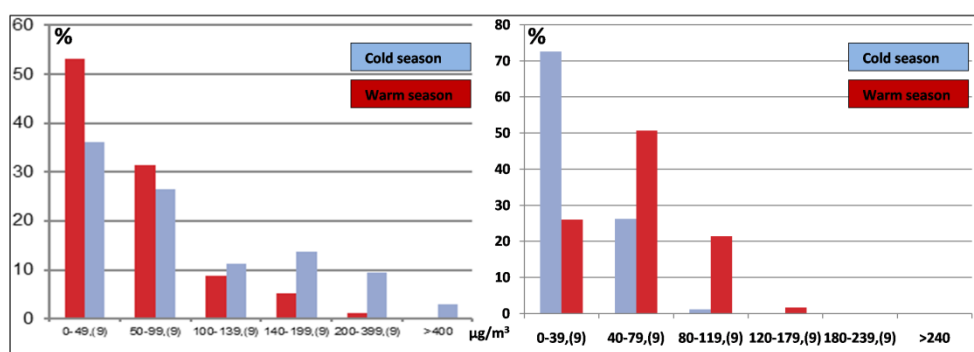 60
%
50
40
30
20
10
0
Cold season
Warm season
0-49,(9) 50-99,(9) 100-139,(9) 140-199,(9) 200-399,(9) >400
µg/m³
80
%
70
60
50
40
30
20
10
0
Cold season
Warm season
0-39,(9) 40-79,(9) 80-119,(9) 120-179,(9) 180-239,(9) >240